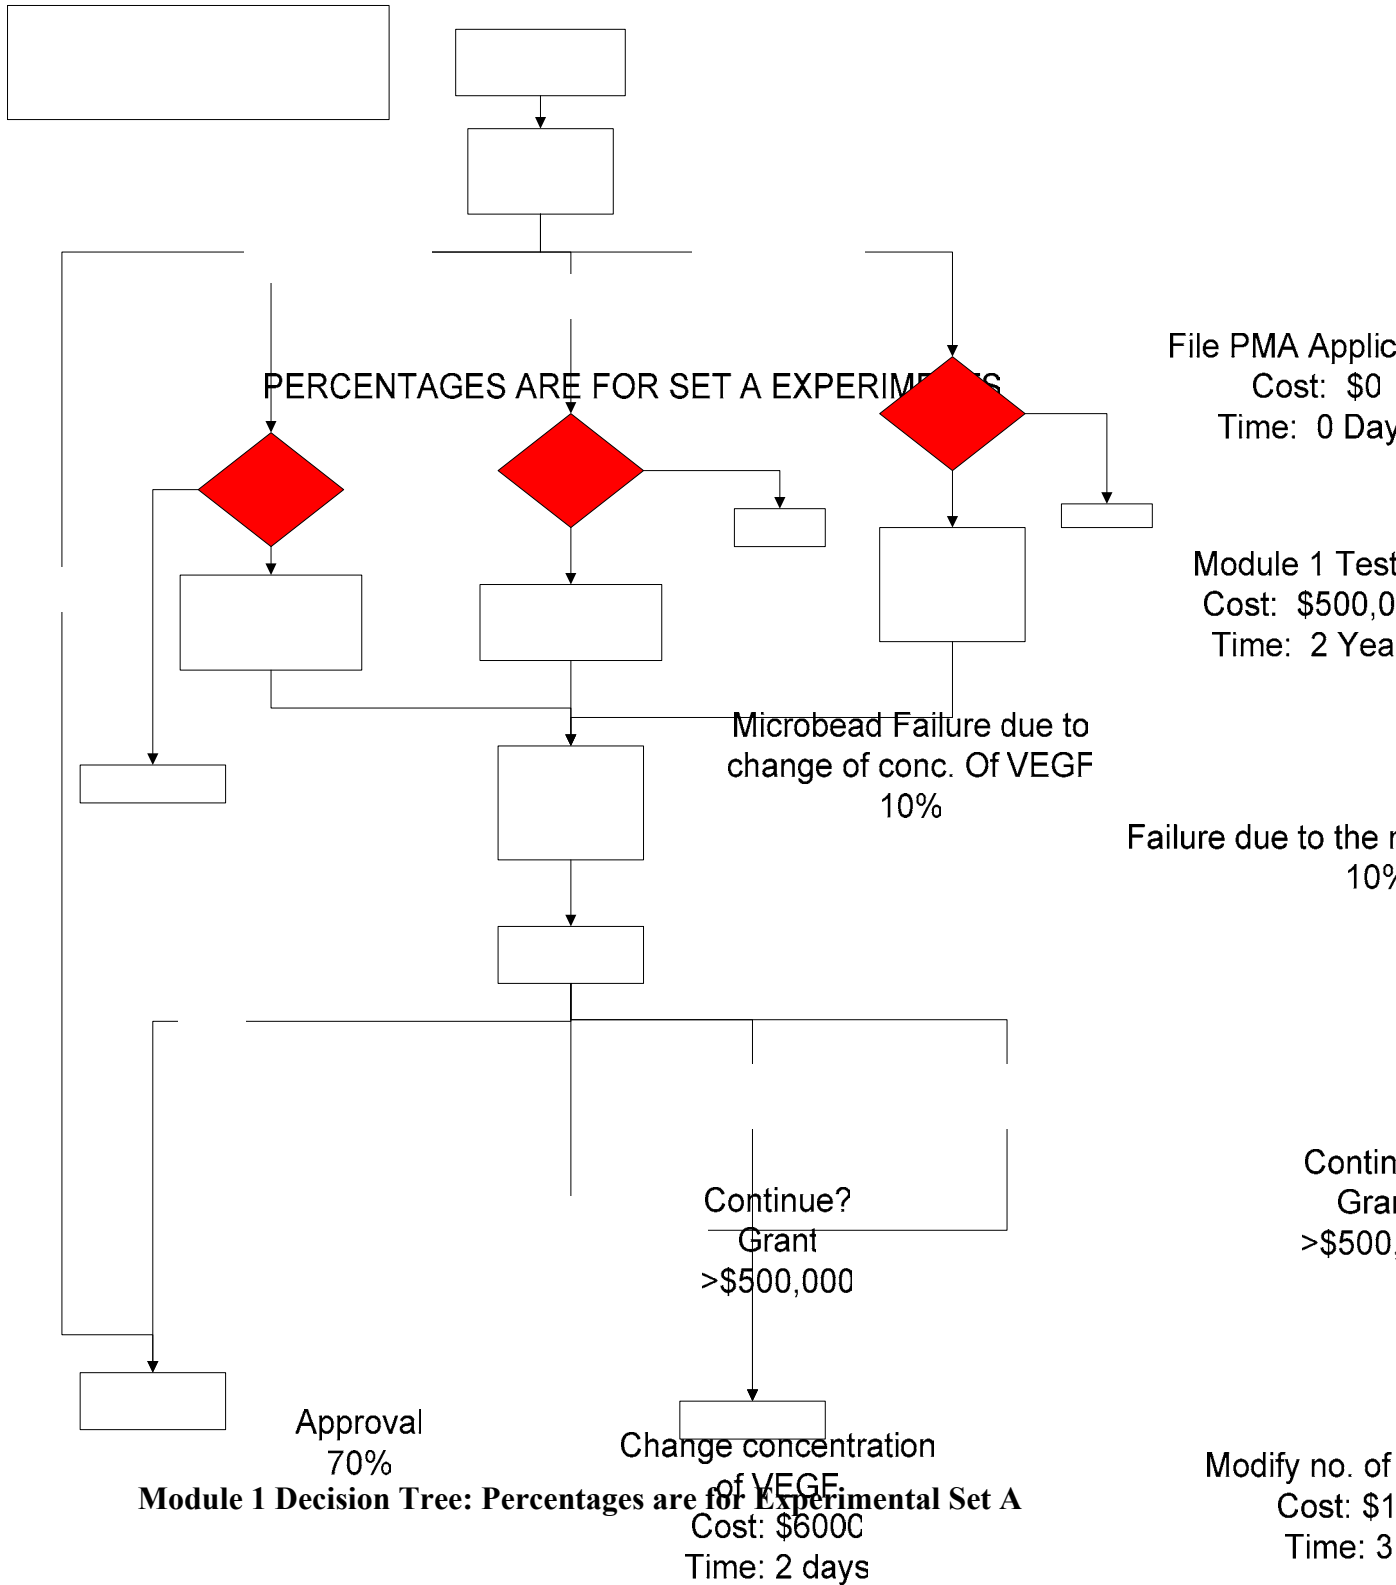 PERCENTAGES ARE FOR SET A EXPERIMENTS
File PMA Applic
Cost: $0
Time: 0 Day
Module 1 Test
Cost: $500,0
Time: 2 Yea
Microbead Failure due to
change of conc. Of VEGF
10%
Failure due to the
10%
Continue?
Grant
>$500,000
Contin
Gran
>$500,
Approval
70%
Change concentration
of VEGF
Cost: $6000
Time: 2 days
Modify no. of
Cost: $1
Time: 3
Module 1 Decision Tree: Percentages are for Experimental Set A